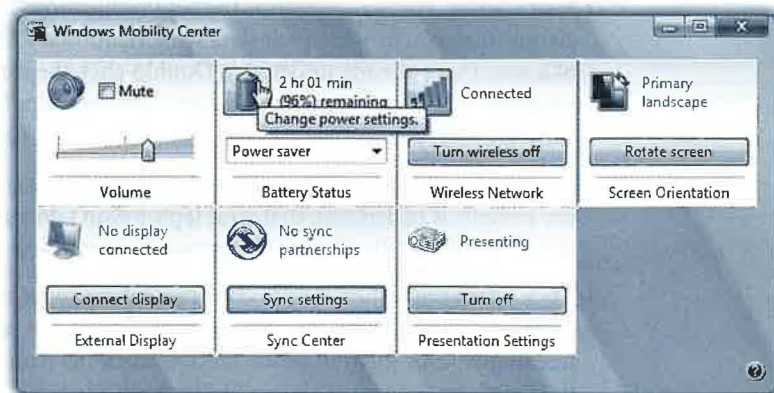 Windows Mobility Center
Mute
Volume
2 hr 01 min
(96%) remaining
Change power settings.
Power saver
Battery Status
Connected
Turn wireless off
Wireless Network
Primary
landscape
Rotate screen
Screen Orientation
No display
connected
Connect display
External Display
No sync
partnerships
Sync settings
Sync Center
Presenting
Turn off
Presentation Settings